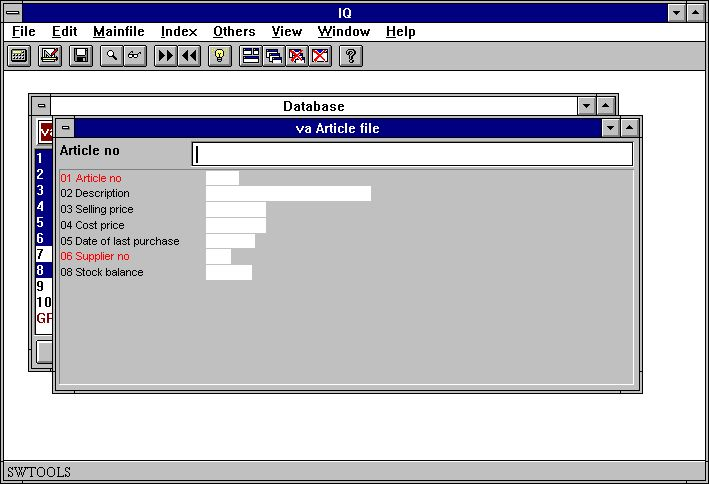 IQ
File Edit Mainfile Index Others View Window Help
Database
va
va Article file
Article no
1
2
3
4
5
6
7
8
9
10
01 Article no
02 Description
03 Selling price
04 Cost price
05 Date of last purchase
06 Supplier no
08 Stock balance
SWTOOLS